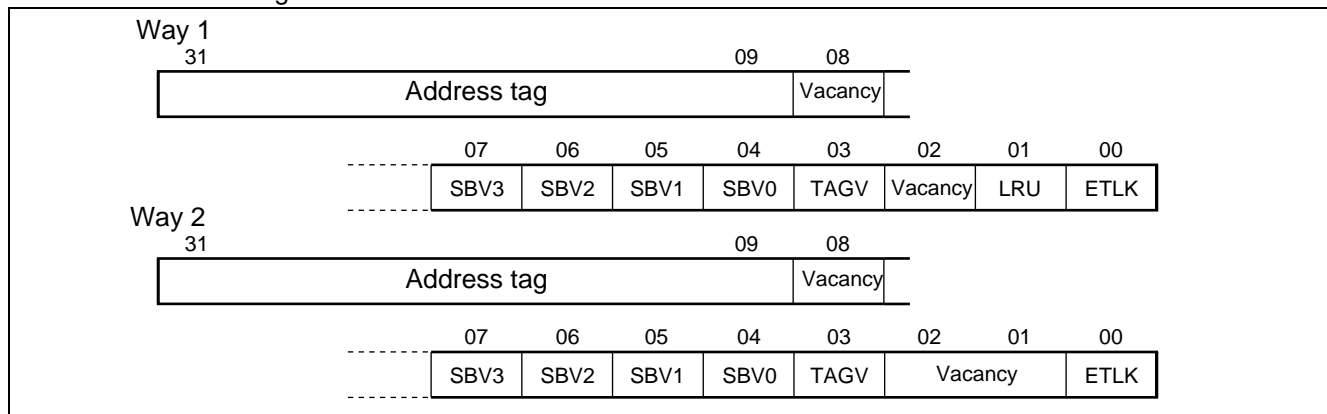 Way 1
31 09 08
Address tag Vacancy
07 06 05 04 03 02 01 00
SBV3 SBV2 SBV1 SBV0 TAGV Vacancy LRU ETLK
Way 2
31 09 08
Address tag Vacancy
07 06 05 04 03 02 01 00
SBV3 SBV2 SBV1 SBV0 TAGV Vacancy ETLK